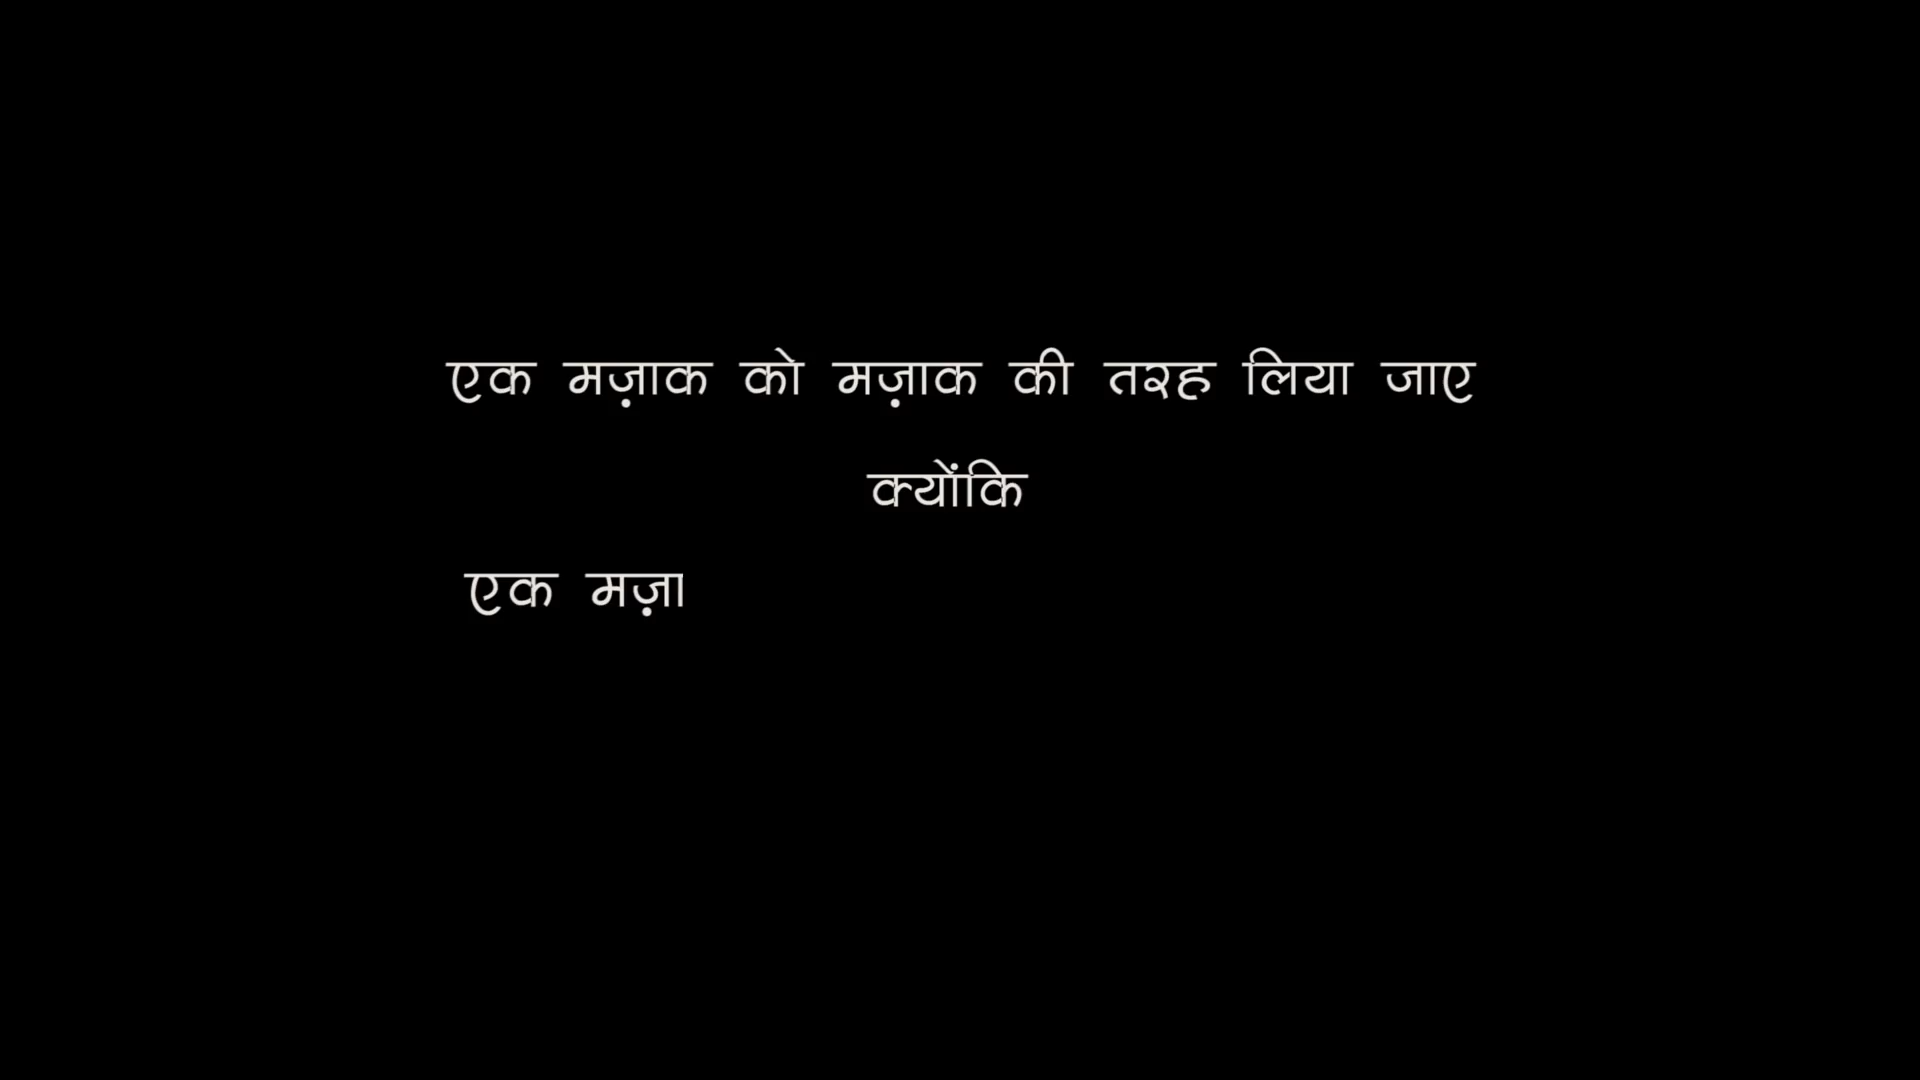 एक मज़ाक को मज़ाक की तरह लिया जाए
क्योंकि
एक मज़ा